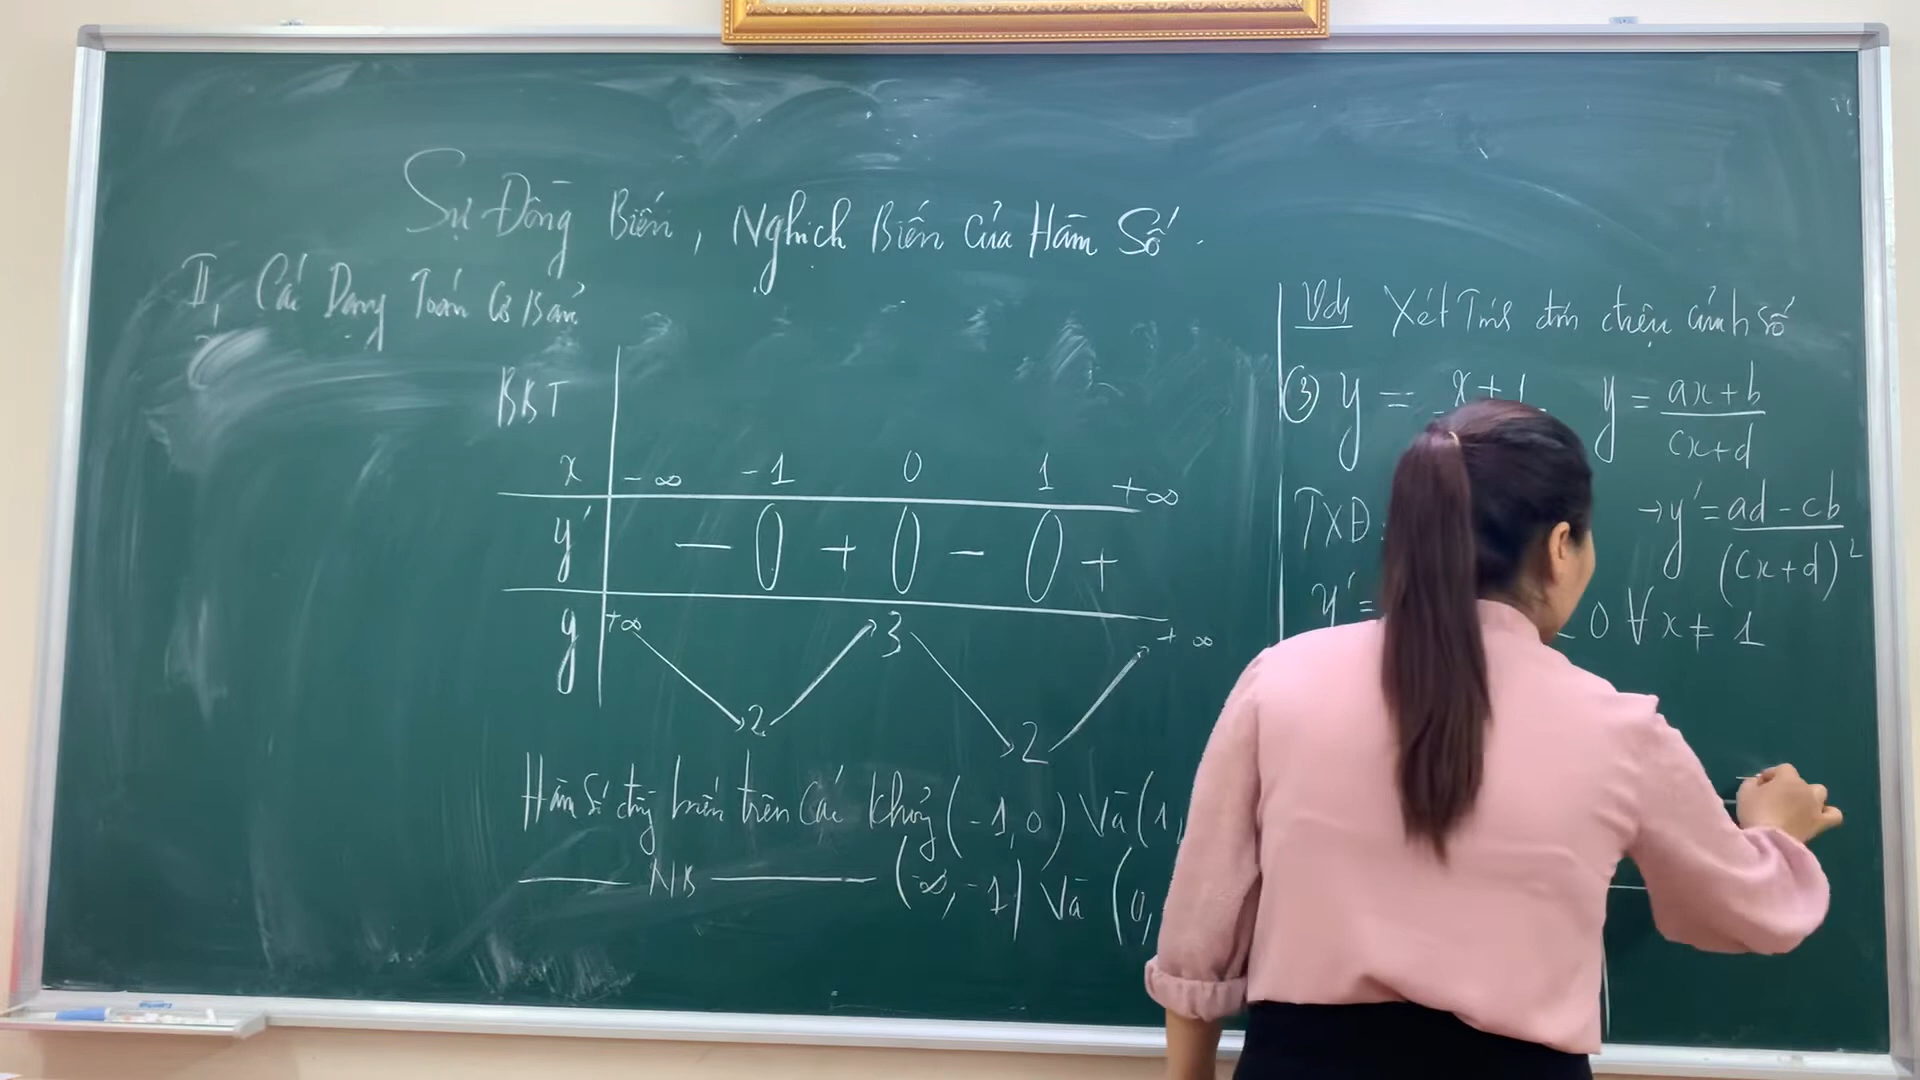 Sự Đồng Biến, Nghịch Biến Của Hàm Số.
II, Các Dạng Toán Cơ Bản
BBT
x -∞ -1 0 1 +∞
y' - 0 + 0 - 0 +
y +∞ 2 3 2 +∞
Hàm Số đồng biến trên Các khoảng (-1,0) Và (1,
NB (-∞,-1) Và (0,
Vd: Xét Tính đơn điệu của h số
③ y = x+1 y = ax+b / cx+d
TXĐ: → y' = ad - cb / (cx+d)²
y' = < 0 ∀x ≠ 1